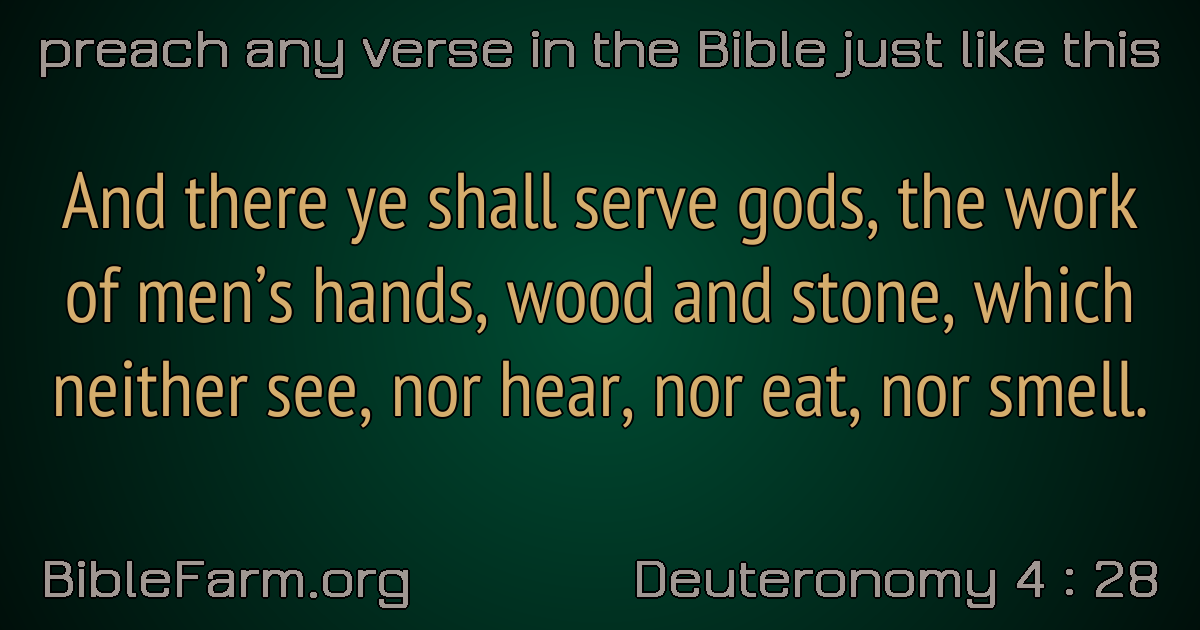 preach any verse in the Bible just like this
And there ye shall serve gods, the work
of men’s hands, wood and stone, which
neither see, nor hear, nor eat, nor smell.
BibleFarm.org
Deuteronomy 4 : 28